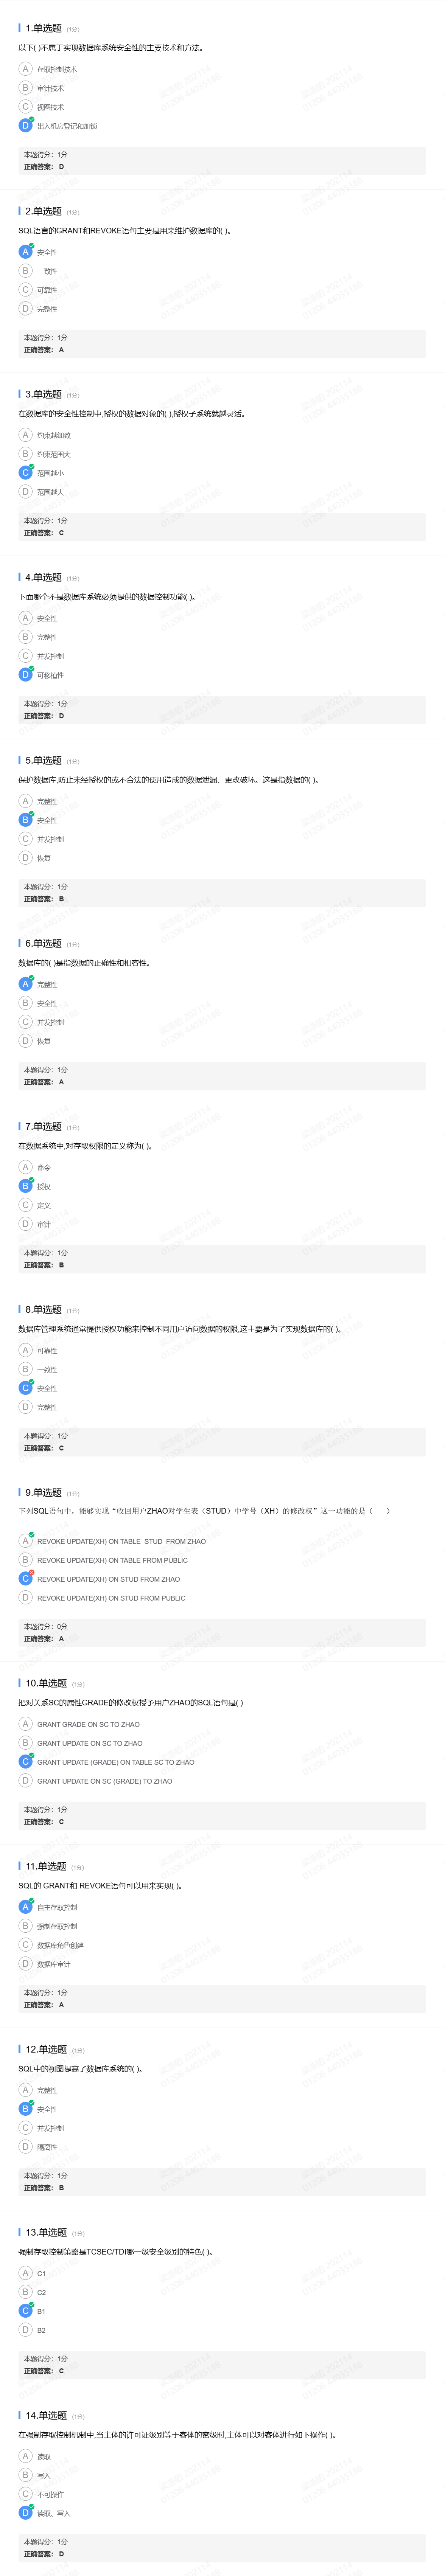 1.单选题 (1分)
以下( )不属于实现数据库系统安全性的主要技术和方法。
A 存取控制技术
B 审计技术
C 视图技术
D 出入机房登记和加锁
本题得分: 1分
正确答案: D
2.单选题 (1分)
SQL语言的GRANT和REVOKE语句主要是用来维护数据库的( )。
A 安全性
B 一致性
C 可靠性
D 完整性
本题得分: 1分
正确答案: A
3.单选题 (1分)
在数据库的安全性控制中,授权的数据对象的( ),授权子系统就越灵活。
A 约束越细致
B 约束范围大
C 范围越小
D 范围越大
本题得分: 1分
正确答案: C
4.单选题 (1分)
下面哪个不是数据库系统必须提供的数据控制功能( )。
A 安全性
B 完整性
C 并发控制
D 可移植性
本题得分: 1分
正确答案: D
5.单选题 (1分)
保护数据库,防止未经授权的或不合法的使用造成的数据泄漏、更改破坏。这是指数据的( )。
A 完整性
B 安全性
C 并发控制
D 恢复
本题得分: 1分
正确答案: B
6.单选题 (1分)
数据库的( )是指数据的正确性和相容性。
A 完整性
B 安全性
C 并发控制
D 恢复
本题得分: 1分
正确答案: A
7.单选题 (1分)
在数据系统中,对存取权限的定义称为( )。
A 命令
B 授权
C 定义
D 审计
本题得分: 1分
正确答案: B
8.单选题 (1分)
数据库管理系统通常提供授权功能来控制不同用户访问数据的权限,这主要是为了实现数据库的( )。
A 可靠性
B 一致性
C 安全性
D 完整性
本题得分: 1分
正确答案: C
9.单选题 (1分)
下列SQL语句中，能够实现“收回用户ZHAO对学生表（STUD）中学号（XH）的修改权”这一功能的是（ ）
A REVOKE UPDATE(XH) ON TABLE STUD FROM ZHAO
B REVOKE UPDATE(XH) ON TABLE FROM PUBLIC
C REVOKE UPDATE(XH) ON STUD FROM ZHAO
D REVOKE UPDATE(XH) ON STUD FROM PUBLIC
本题得分: 0分
正确答案: A
10.单选题 (1分)
把对关系SC的属性GRADE的修改权授予用户ZHAO的SQL语句是( )
A GRANT GRADE ON SC TO ZHAO
B GRANT UPDATE ON SC TO ZHAO
C GRANT UPDATE (GRADE) ON TABLE SC TO ZHAO
D GRANT UPDATE ON SC (GRADE) TO ZHAO
本题得分: 1分
正确答案: C
11.单选题 (1分)
SQL的 GRANT和 REVOKE语句可以用来实现( )。
A 自主存取控制
B 强制存取控制
C 数据库角色创建
D 数据库审计
本题得分: 1分
正确答案: A
12.单选题 (1分)
SQL中的视图提高了数据库系统的( )。
A 完整性
B 安全性
C 并发控制
D 隔离性
本题得分: 1分
正确答案: B
13.单选题 (1分)
强制存取控制策略是TCSEC/TDI哪一级安全级别的特色( )。
A C1
B C2
C B1
D B2
本题得分: 1分
正确答案: C
14.单选题 (1分)
在强制存取控制机制中,当主体的许可证级别等于客体的密级时,主体可以对客体进行如下操作( )。
A 读取
B 写入
C 不可操作
D 读取、写入
本题得分: 1分
正确答案: D